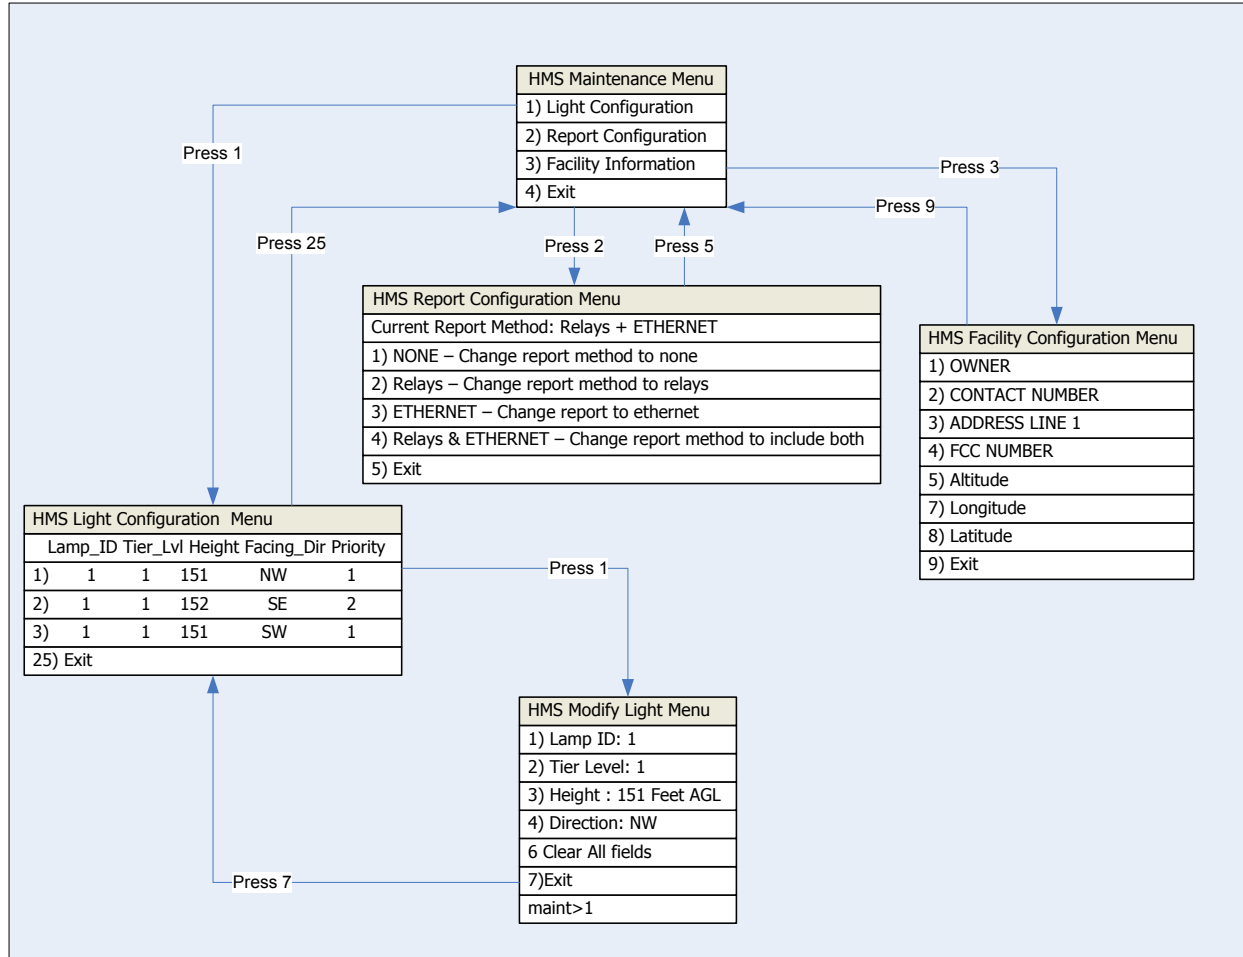 HMS Maintenance Menu
1) Light Configuration
2) Report Configuration
3) Facility Information
4) Exit
Press 1
Press 3
Press 9
Press 25
Press 2
Press 5
HMS Report Configuration Menu
Current Report Method: Relays + ETHERNET
1) NONE – Change report method to none
2) Relays – Change report method to relays
3) ETHERNET – Change report to ethernet
4) Relays & ETHERNET – Change report method to include both
5) Exit
HMS Facility Configuration Menu
1) OWNER
2) CONTACT NUMBER
3) ADDRESS LINE 1
4) FCC NUMBER
5) Altitude
7) Longitude
8) Latitude
9) Exit
HMS Light Configuration Menu
Lamp_ID Tier_Lvl Height Facing_Dir Priority
1) 1 1 151 NW 1
2) 1 1 152 SE 2
3) 1 1 151 SW 1
25) Exit
Press 1
HMS Modify Light Menu
1) Lamp ID: 1
2) Tier Level: 1
3) Height : 151 Feet AGL
4) Direction: NW
6 Clear All fields
7)Exit
maint>1
Press 7